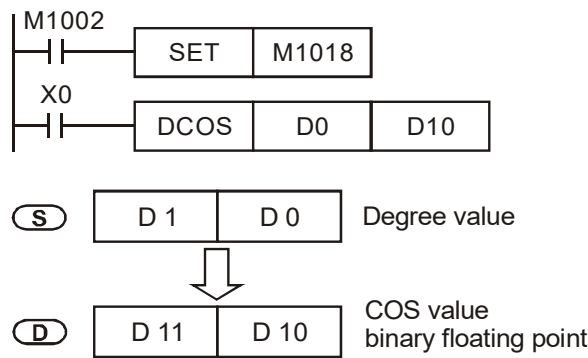 M1002
SET M1018
X0
DCOS D0 D10
S D 1 D 0 Degree value
D D 11 D 10 COS value
binary floating point